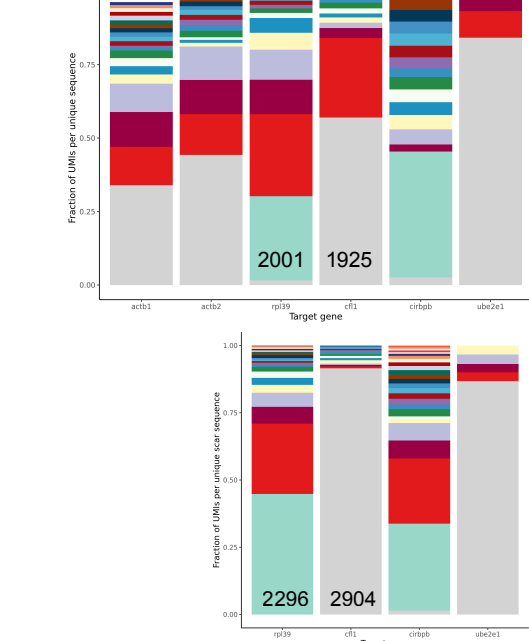 Fraction of UMIs per unique sequence
0.75
0.50
0.25
0.00
2001 1925
actb1 actb2 rpl39 cfl1 cirbpb ube2e1
Target gene
Fraction of UMIs per unique scar sequence
1.00
0.75
0.50
0.25
0.00
2296 2904
rpl39 cfl1 cirbpb ube2e1